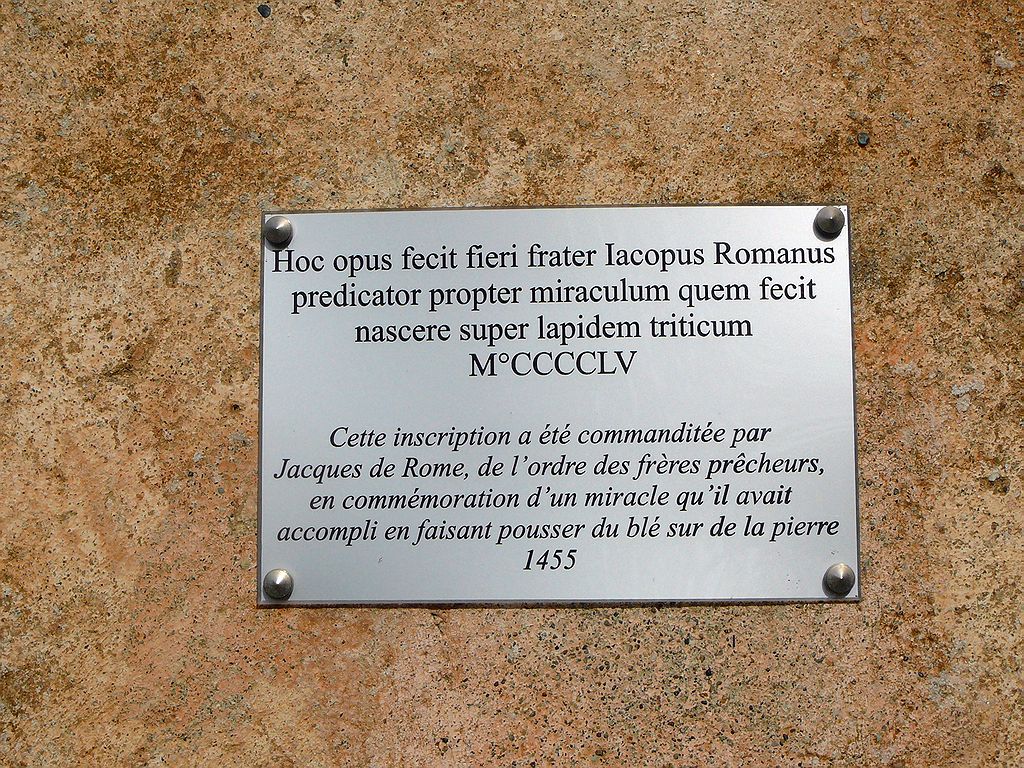 Hoc opus fecit fieri frater Iacopus Romanus
predicator propter miraculum quem fecit
nascere super lapidem triticum
M°CCCCLV
Cette inscription a été commanditée par
Jacques de Rome, de l'ordre des frères prêcheurs,
en commémoration d'un miracle qu'il avait
accompli en faisant pousser du blé sur de la pierre
1455